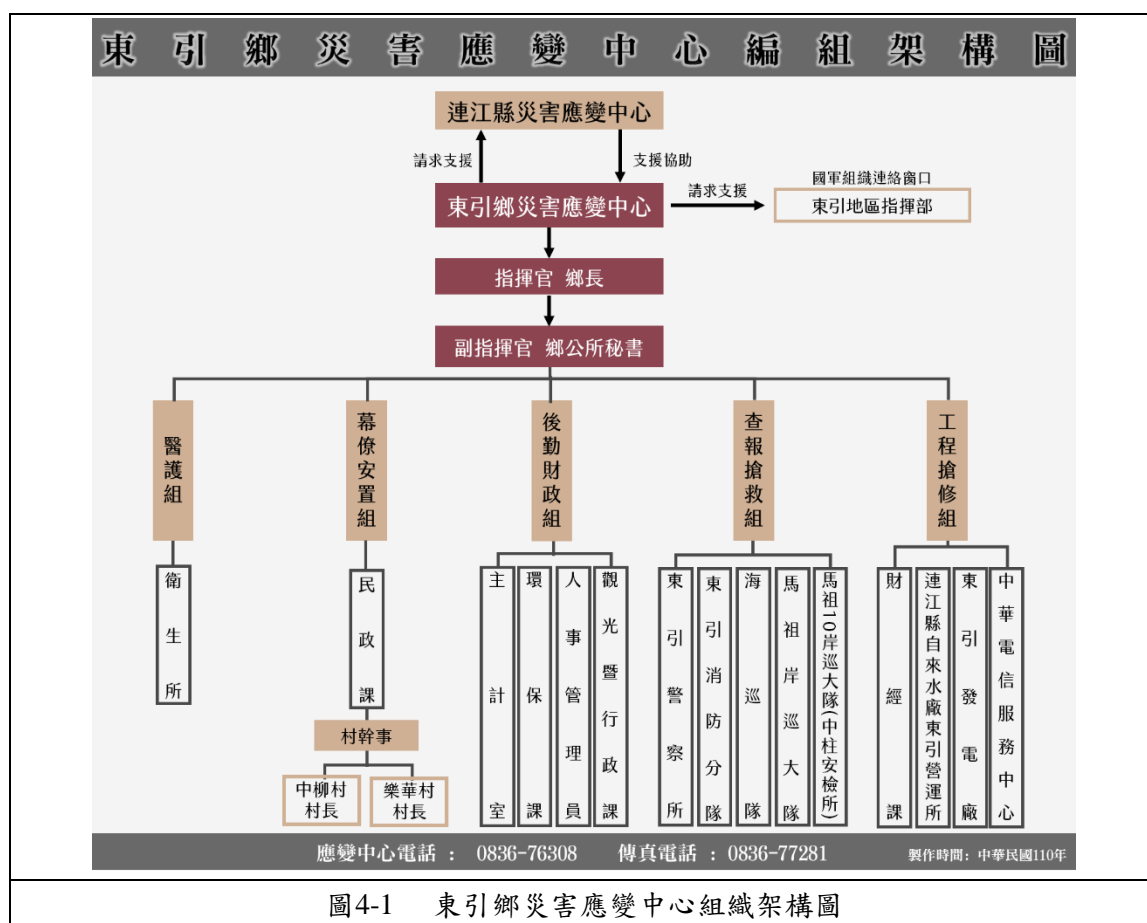 東引鄉災害應變中心編組架構圖
連江縣災害應變中心
請求支援
支援協助
國軍組織連絡窗口
東引鄉災害應變中心
請求支援
東引地區指揮部
指揮官 鄉長
副指揮官 鄉公所秘書
醫護組
幕僚安置組
後勤財政組
查報搶救組
工程搶修組
衛生所
民政課
村幹事
中柳村
村長
樂華村
村長
主計室
環保課
人事管理員
觀光暨行政課
東引警察所
東引消防分隊
海巡隊
馬祖岸巡大隊
馬祖10岸巡大隊(中柱安檢所)
財經課
連江縣自來水廠東引營運所
東引發電廠
中華電信服務中心
應變中心電話 : 0836-76308 傳真電話 : 0836-77281 製作時間: 中華民國110年
圖4-1 東引鄉災害應變中心組織架構圖